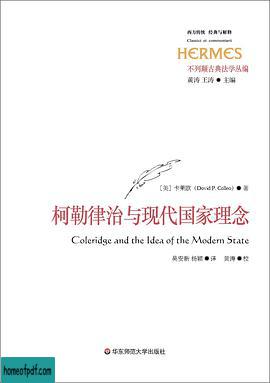 西方传统 经典与解释
Classici et commentarii
HERMES
不列颠古典法学丛编
黄涛 王涛 ● 主编
[美] 卡莱欧 (David P. Calleo) ● 著
柯勒律治与现代国家理念
Coleridge and the Idea of the Modern State
吴安新 杨颖 ● 译 黄涛 ● 校
华东师范大学出版社
homeofpdf.com